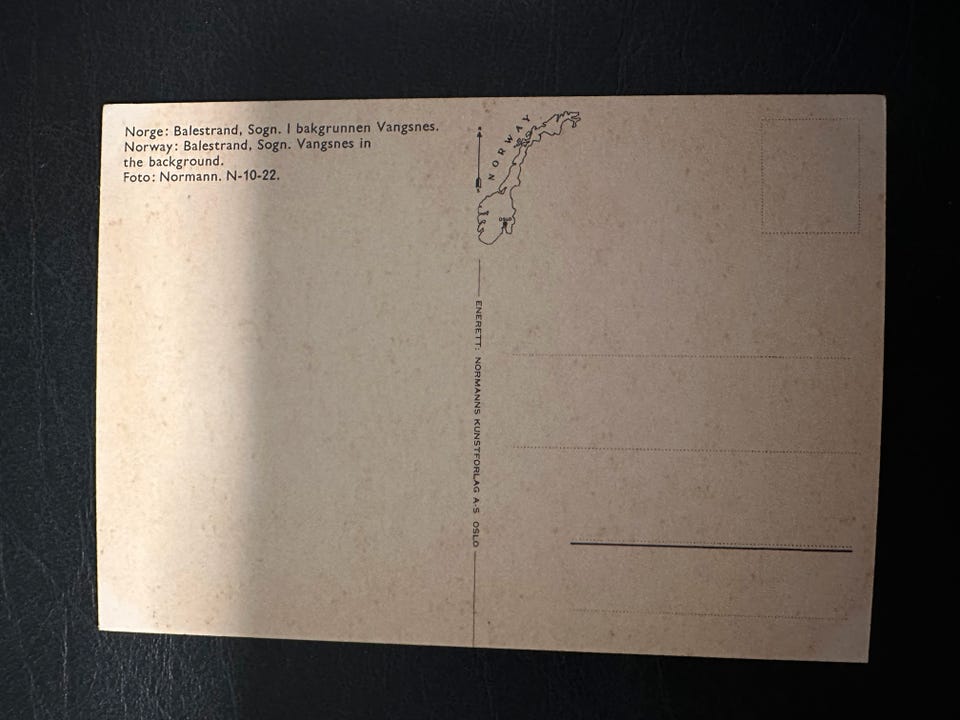 Norge: Balestrand, Sogn. I bakgrunnen Vangsnes.
Norway: Balestrand, Sogn. Vangsnes in
the background.
Foto: Normann. N-10-22.
NORWAY
OSLO
ENERETT: NORMANNS KUNSTFORLAG A·S OSLO